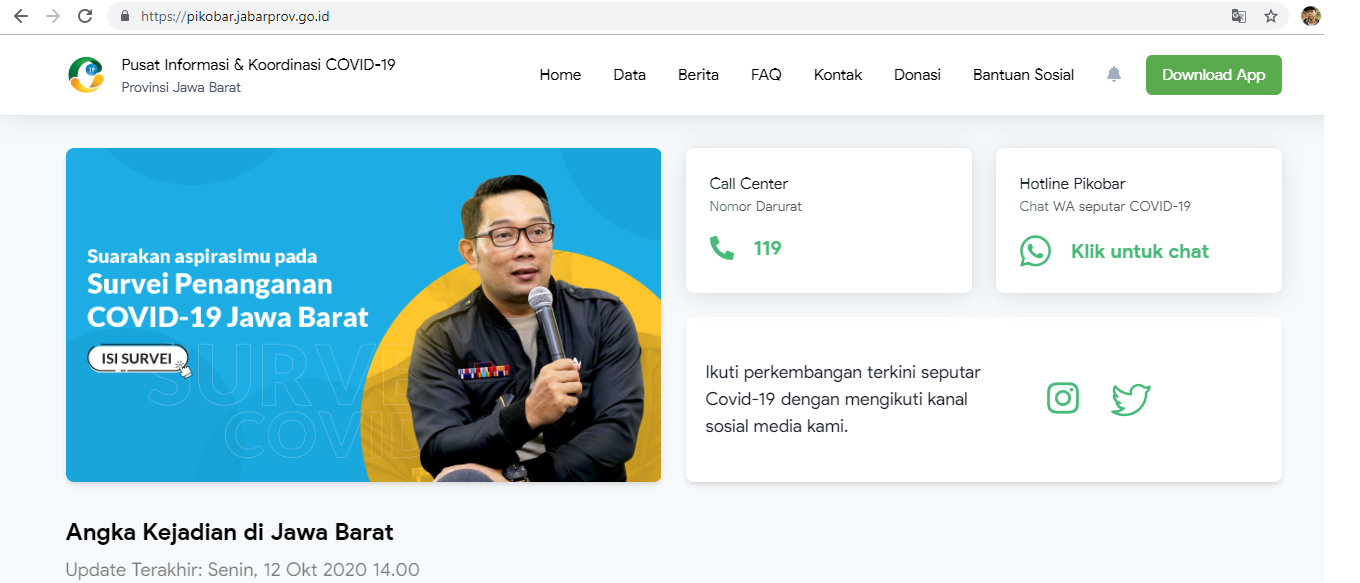 https://pikobar.jabarprov.go.id
Pusat Informasi & Koordinasi COVID-19
Provinsi Jawa Barat
Home
Data
Berita
FAQ
Kontak
Donasi
Bantuan Sosial
Download App
Suarakan aspirasimu pada
Survei Penanganan
COVID-19 Jawa Barat
ISI SURVEI
SURVE
COVID
Call Center
Nomor Darurat
119
Hotline Pikobar
Chat WA seputar COVID-19
Klik untuk chat
Ikuti perkembangan terkini seputar
Covid-19 dengan mengikuti kanal
sosial media kami.
Angka Kejadian di Jawa Barat
Update Terakhir: Senin, 12 Okt 2020 14.00